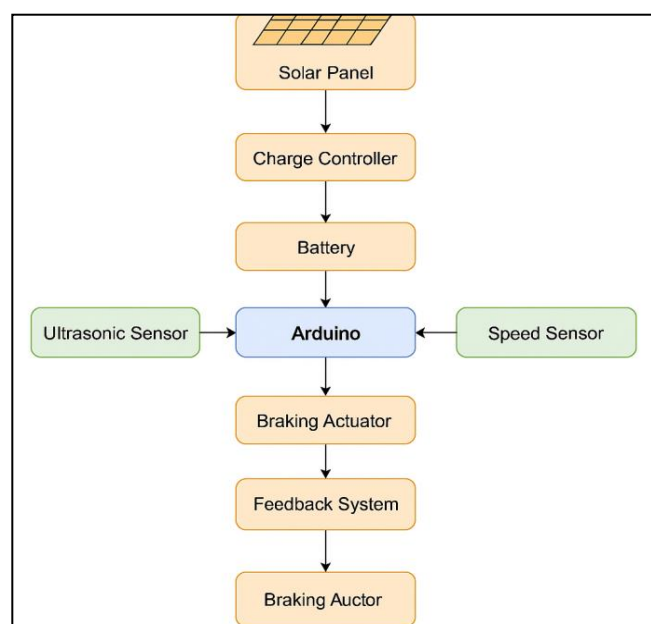 Solar Panel
Charge Controller
Battery
Ultrasonic Sensor
Arduino
Speed Sensor
Braking Actuator
Feedback System
Braking Auctor